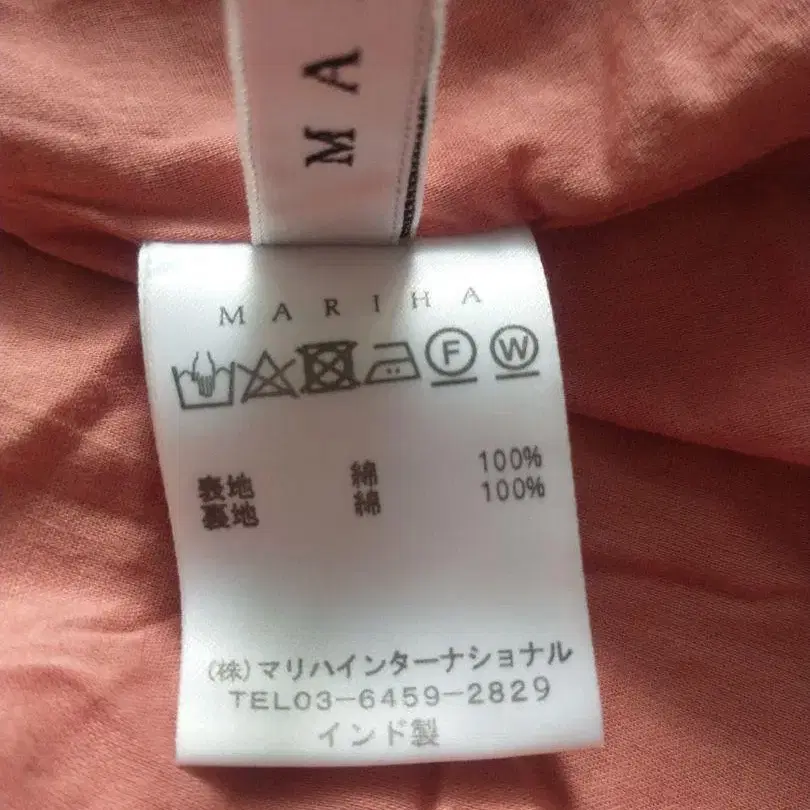 MA
MARIHA
F W
表地 綿 100%
裏地 綿 100%
(株)マリハインターナショナル
TEL03-6459-2829
インド製